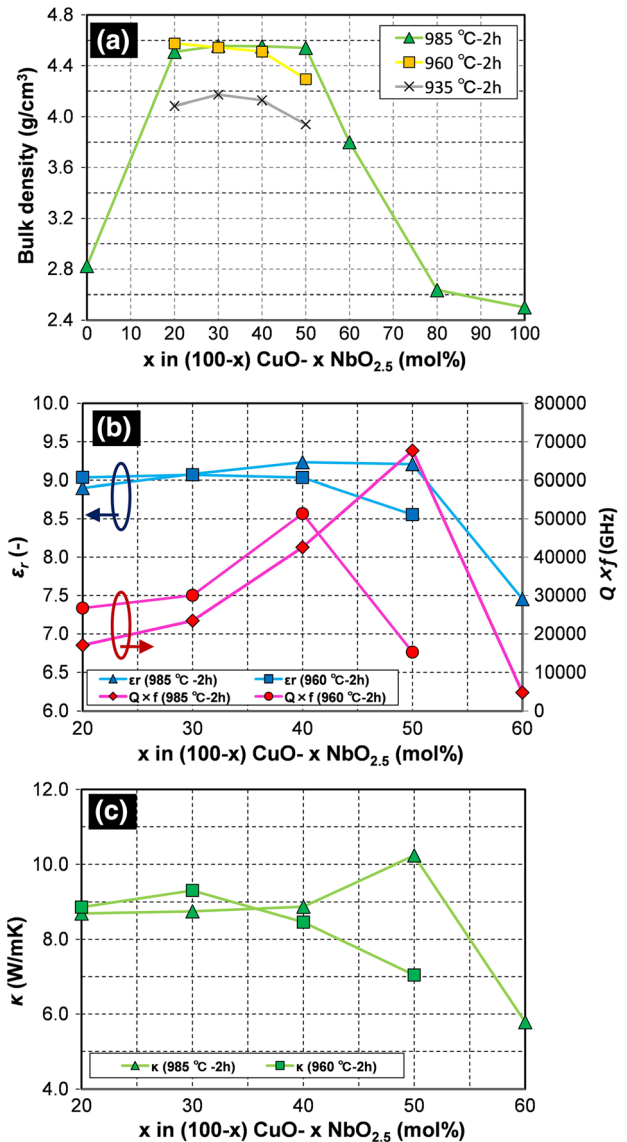 (a)
985 °C-2h
960 °C-2h
935 °C-2h
Bulk density (g/cm³)
4.8
4.4
4.0
3.6
3.2
2.8
2.4
0 10 20 30 40 50 60 70 80 90 100
x in (100-x) CuO- x NbO₂.₅ (mol%)
(b)
εr (-)
10.0
9.5
9.0
8.5
8.0
7.5
7.0
6.5
6.0
80000
70000
60000
50000
40000
30000
20000
10000
0
Q ×f (GHz)
εr (985 °C -2h) εr (960 °C-2h)
Q × f (985 °C-2h) Q × f (960 °C-2h)
20 30 40 50 60
x in (100-x) CuO- x NbO₂.₅ (mol%)
(c)
κ (W/mK)
12.0
10.0
8.0
6.0
4.0
κ (985 °C -2h) κ (960 °C-2h)
20 30 40 50 60
x in (100-x) CuO- x NbO₂.₅ (mol%)